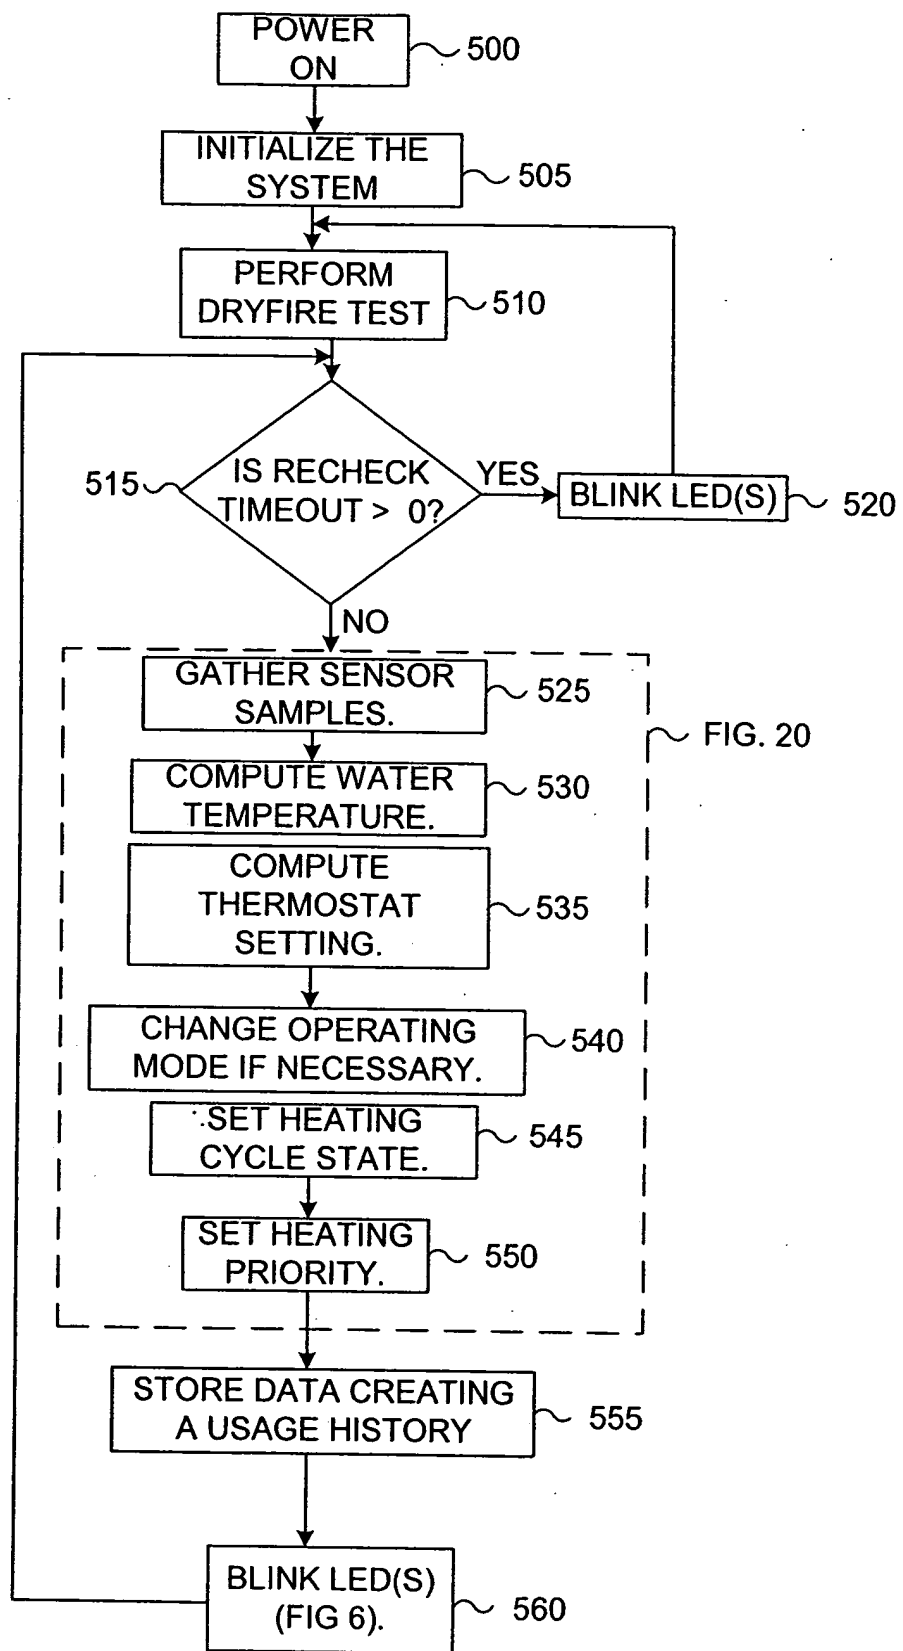 POWER
ON
500
INITIALIZE THE
SYSTEM
505
PERFORM
DRYFIRE TEST
510
515
IS RECHECK
TIMEOUT > 0?
YES
BLINK LED(S)
520
NO
GATHER SENSOR
SAMPLES.
525
FIG. 20
COMPUTE WATER
TEMPERATURE.
530
COMPUTE
THERMOSTAT
SETTING.
535
CHANGE OPERATING
MODE IF NECESSARY.
540
SET HEATING
CYCLE STATE.
545
SET HEATING
PRIORITY.
550
STORE DATA CREATING
A USAGE HISTORY
555
BLINK LED(S)
(FIG 6).
560